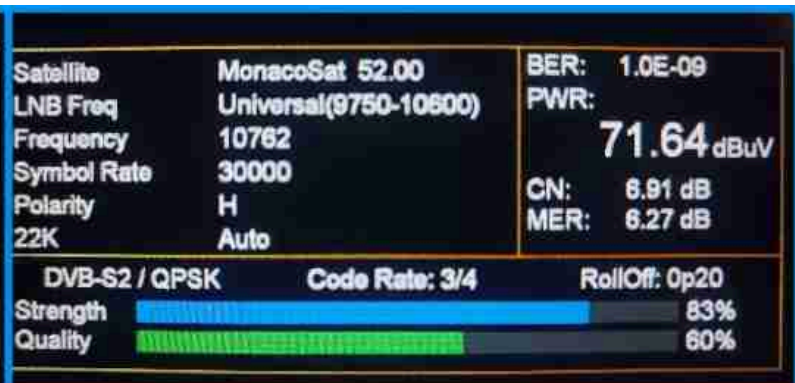 Satellite MonacoSat 52.00
LNB Freq Universal(9750-10600)
Frequency 10762
Symbol Rate 30000
Polarity H
22K Auto
BER: 1.0E-09
PWR:
71.64 dBuV
CN: 6.91 dB
MER: 6.27 dB
DVB-S2 / QPSK Code Rate: 3/4 RollOff: 0p20
Strength 83%
Quality 60%